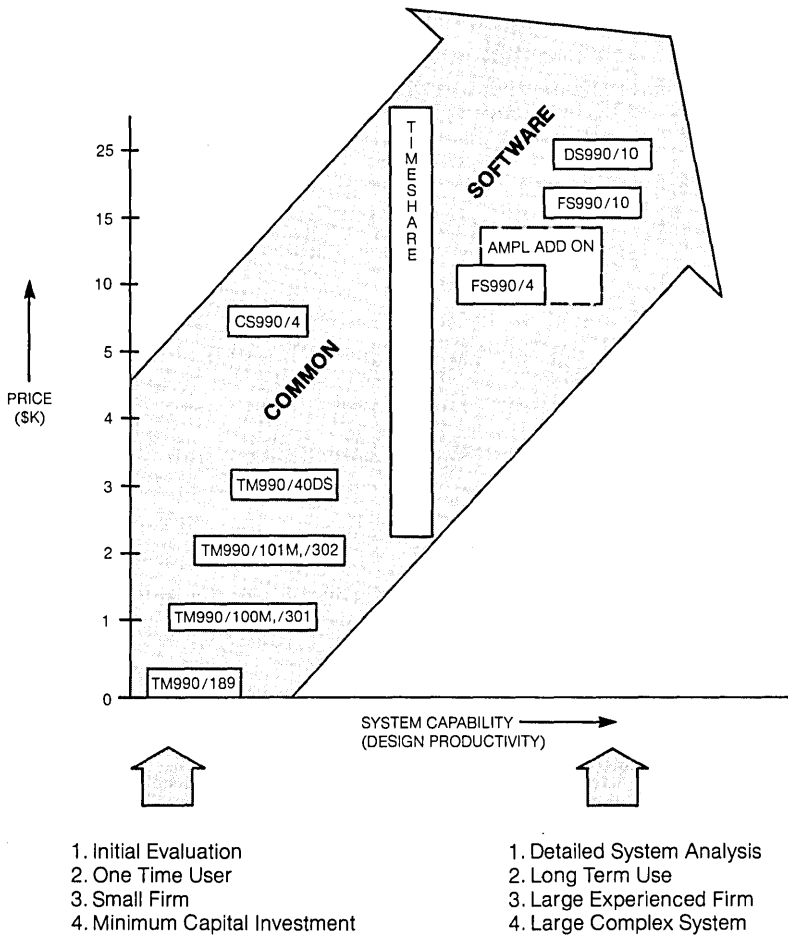 25
15
10
5
4
3
2
1
0
PRICE
($K)
TIMESHARE
SOFTWARE
COMMON
DS990/10
FS990/10
AMPL ADD ON
FS990/4
CS990/4
TM990/40DS
TM990/101M,/302
TM990/100M,/301
TM990/189
SYSTEM CAPABILITY
(DESIGN PRODUCTIVITY)
1. Initial Evaluation
2. One Time User
3. Small Firm
4. Minimum Capital Investment
1. Detailed System Analysis
2. Long Term Use
3. Large Experienced Firm
4. Large Complex System